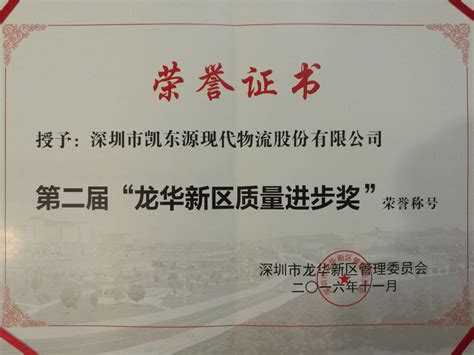 荣誉证书
授予：深圳市凯东源现代物流股份有限公司
第二届“龙华新区质量进步奖”荣誉称号
深圳市龙华新区管理委员会
二〇一六年十一月